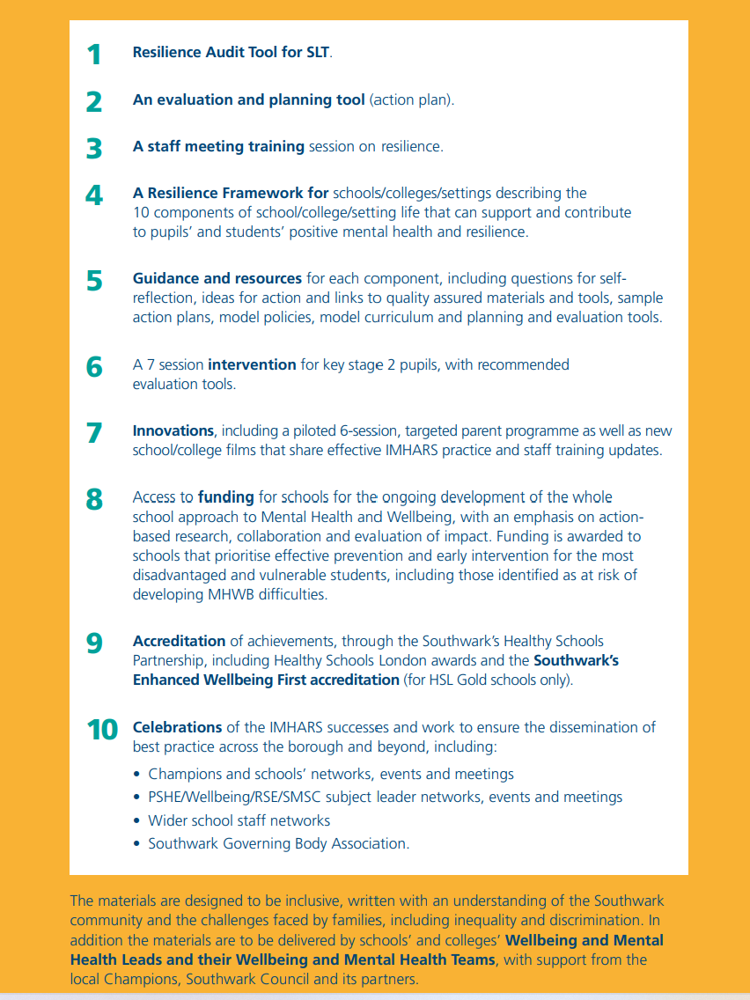 1 Resilience Audit Tool for SLT.
2 An evaluation and planning tool (action plan).
3 A staff meeting training session on resilience.
4 A Resilience Framework for schools/colleges/settings describing the
10 components of school/college/setting life that can support and contribute
to pupils’ and students’ positive mental health and resilience.
5 Guidance and resources for each component, including questions for self-
reflection, ideas for action and links to quality assured materials and tools, sample
action plans, model policies, model curriculum and planning and evaluation tools.
6 A 7 session intervention for key stage 2 pupils, with recommended
evaluation tools.
7 Innovations, including a piloted 6-session, targeted parent programme as well as new
school/college films that share effective IMHARS practice and staff training updates.
8 Access to funding for schools for the ongoing development of the whole
school approach to Mental Health and Wellbeing, with an emphasis on action-
based research, collaboration and evaluation of impact. Funding is awarded to
schools that prioritise effective prevention and early intervention for the most
disadvantaged and vulnerable students, including those identified as at risk of
developing MHWB difficulties.
9 Accreditation of achievements, through the Southwark’s Healthy Schools
Partnership, including Healthy Schools London awards and the Southwark’s
Enhanced Wellbeing First accreditation (for HSL Gold schools only).
10 Celebrations of the IMHARS successes and work to ensure the dissemination of
best practice across the borough and beyond, including:
• Champions and schools’ networks, events and meetings
• PSHE/Wellbeing/RSE/SMSC subject leader networks, events and meetings
• Wider school staff networks
• Southwark Governing Body Association.
The materials are designed to be inclusive, written with an understanding of the Southwark
community and the challenges faced by families, including inequality and discrimination. In
addition the materials are to be delivered by schools’ and colleges’ Wellbeing and Mental
Health Leads and their Wellbeing and Mental Health Teams, with support from the
local Champions, Southwark Council and its partners.